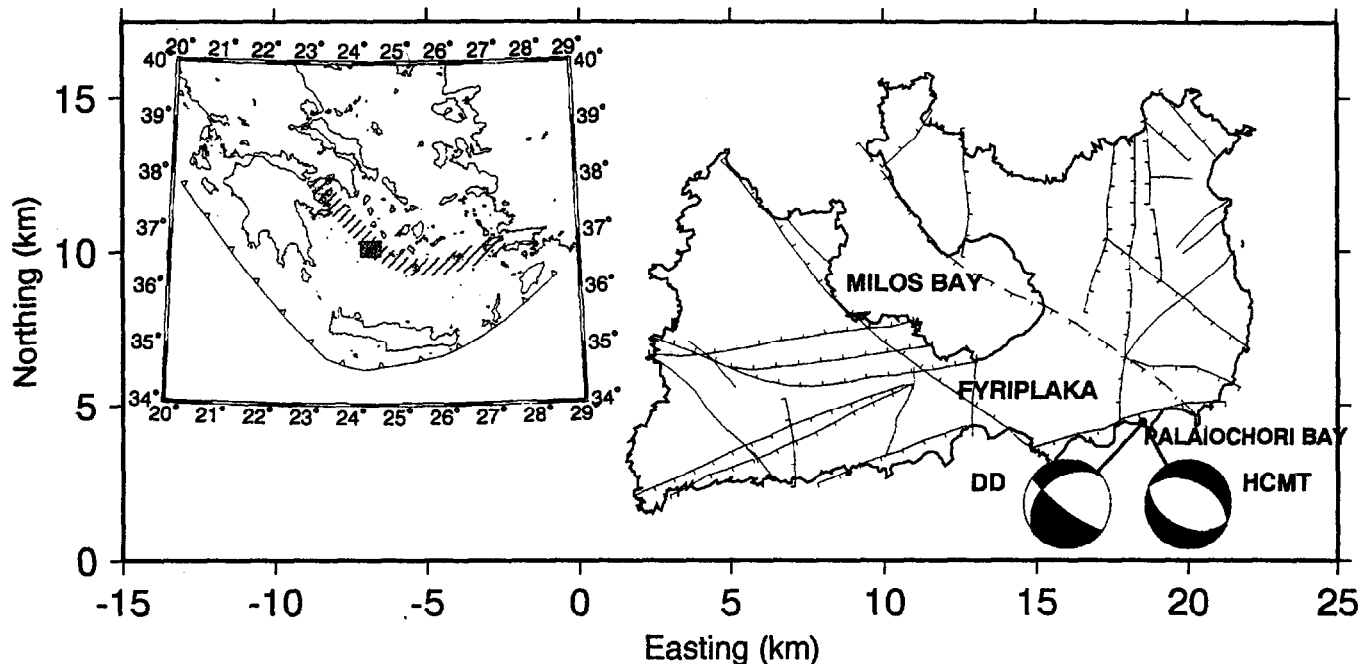 20° 20° 21° 22° 23° 24° 25° 26° 27° 28° 29° 29°
40° 40°
39° 39°
38° 38°
37° 37°
36° 36°
35° 35°
34° 34°
20° 21° 22° 23° 24° 25° 26° 27° 28° 29°
15
10
5
0
Northing (km)
MILOS BAY
FYRIPLAKA
PALAIOCHORI BAY
DD
HCMT
-15 -10 -5 0 5 10 15 20 25
Easting (km)